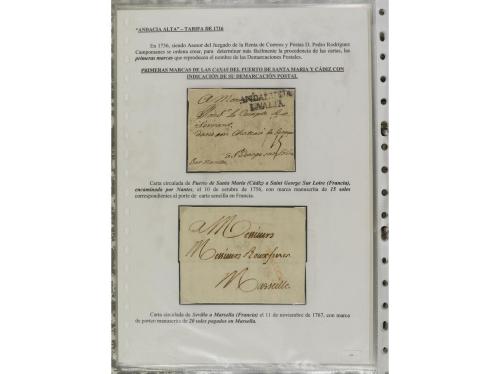 "ANDACIA ALTA" – TARIFA DE 1716
En 1756, siendo Asesor del Juzgado de la Renta de Correos y Postas D. Pedro Rodríguez
Campomanes se ordena crear, para determinar más fácilmente la procedencia de las cartas, las
primeras marcas que reproducen el nombre de las Demarcaciones Postales.
PRIMERAS MARCAS DE LAS CAXAS DEL PUERTO DE SANTA MARIA Y CÁDIZ CON
INDICACIÓN DE SU DEMARCACIÓN POSTAL
ANDALUCIA
LVALTA
Carta circulada de Puerto de Santa María (Cádiz) a Saint George Sur Loire (Francia),
encaminada por Nantes, el 10 de octubre de 1756, con marca manuscrita de 15 soles
correspondientes al porte de carta sencilla en Francia.
A Messieurs
Messieurs Roux freres
Marseille
Carta circulada de Sevilla a Marsella (Francia) el 11 de noviembre de 1767, con marca
de porteo manuscrita de 20 soles pagados en Marsella.